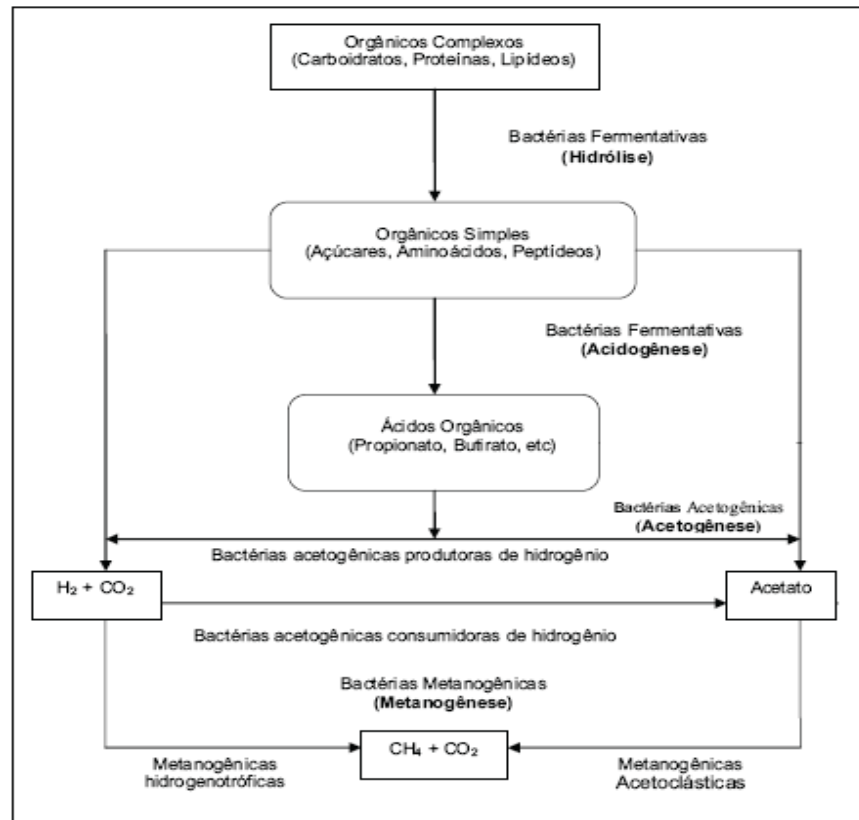 Orgânicos Complexos
(Carboidratos, Proteínas, Lipídeos)
Bactérias Fermentativas
(Hidrólise)
Orgânicos Simples
(Açúcares, Aminoácidos, Peptídeos)
Bactérias Fermentativas
(Acidogênese)
Ácidos Orgânicos
(Propionato, Butirato, etc)
Bactérias Acetogênicas
(Acetogênese)
Bactérias acetogênicas produtoras de hidrogênio
H₂ + CO₂
Acetato
Bactérias acetogênicas consumidoras de hidrogênio
Bactérias Metanogênicas
(Metanogênese)
CH₄ + CO₂
Metanogênicas
hidrogenotróficas
Metanogênicas
Acetoclásticas